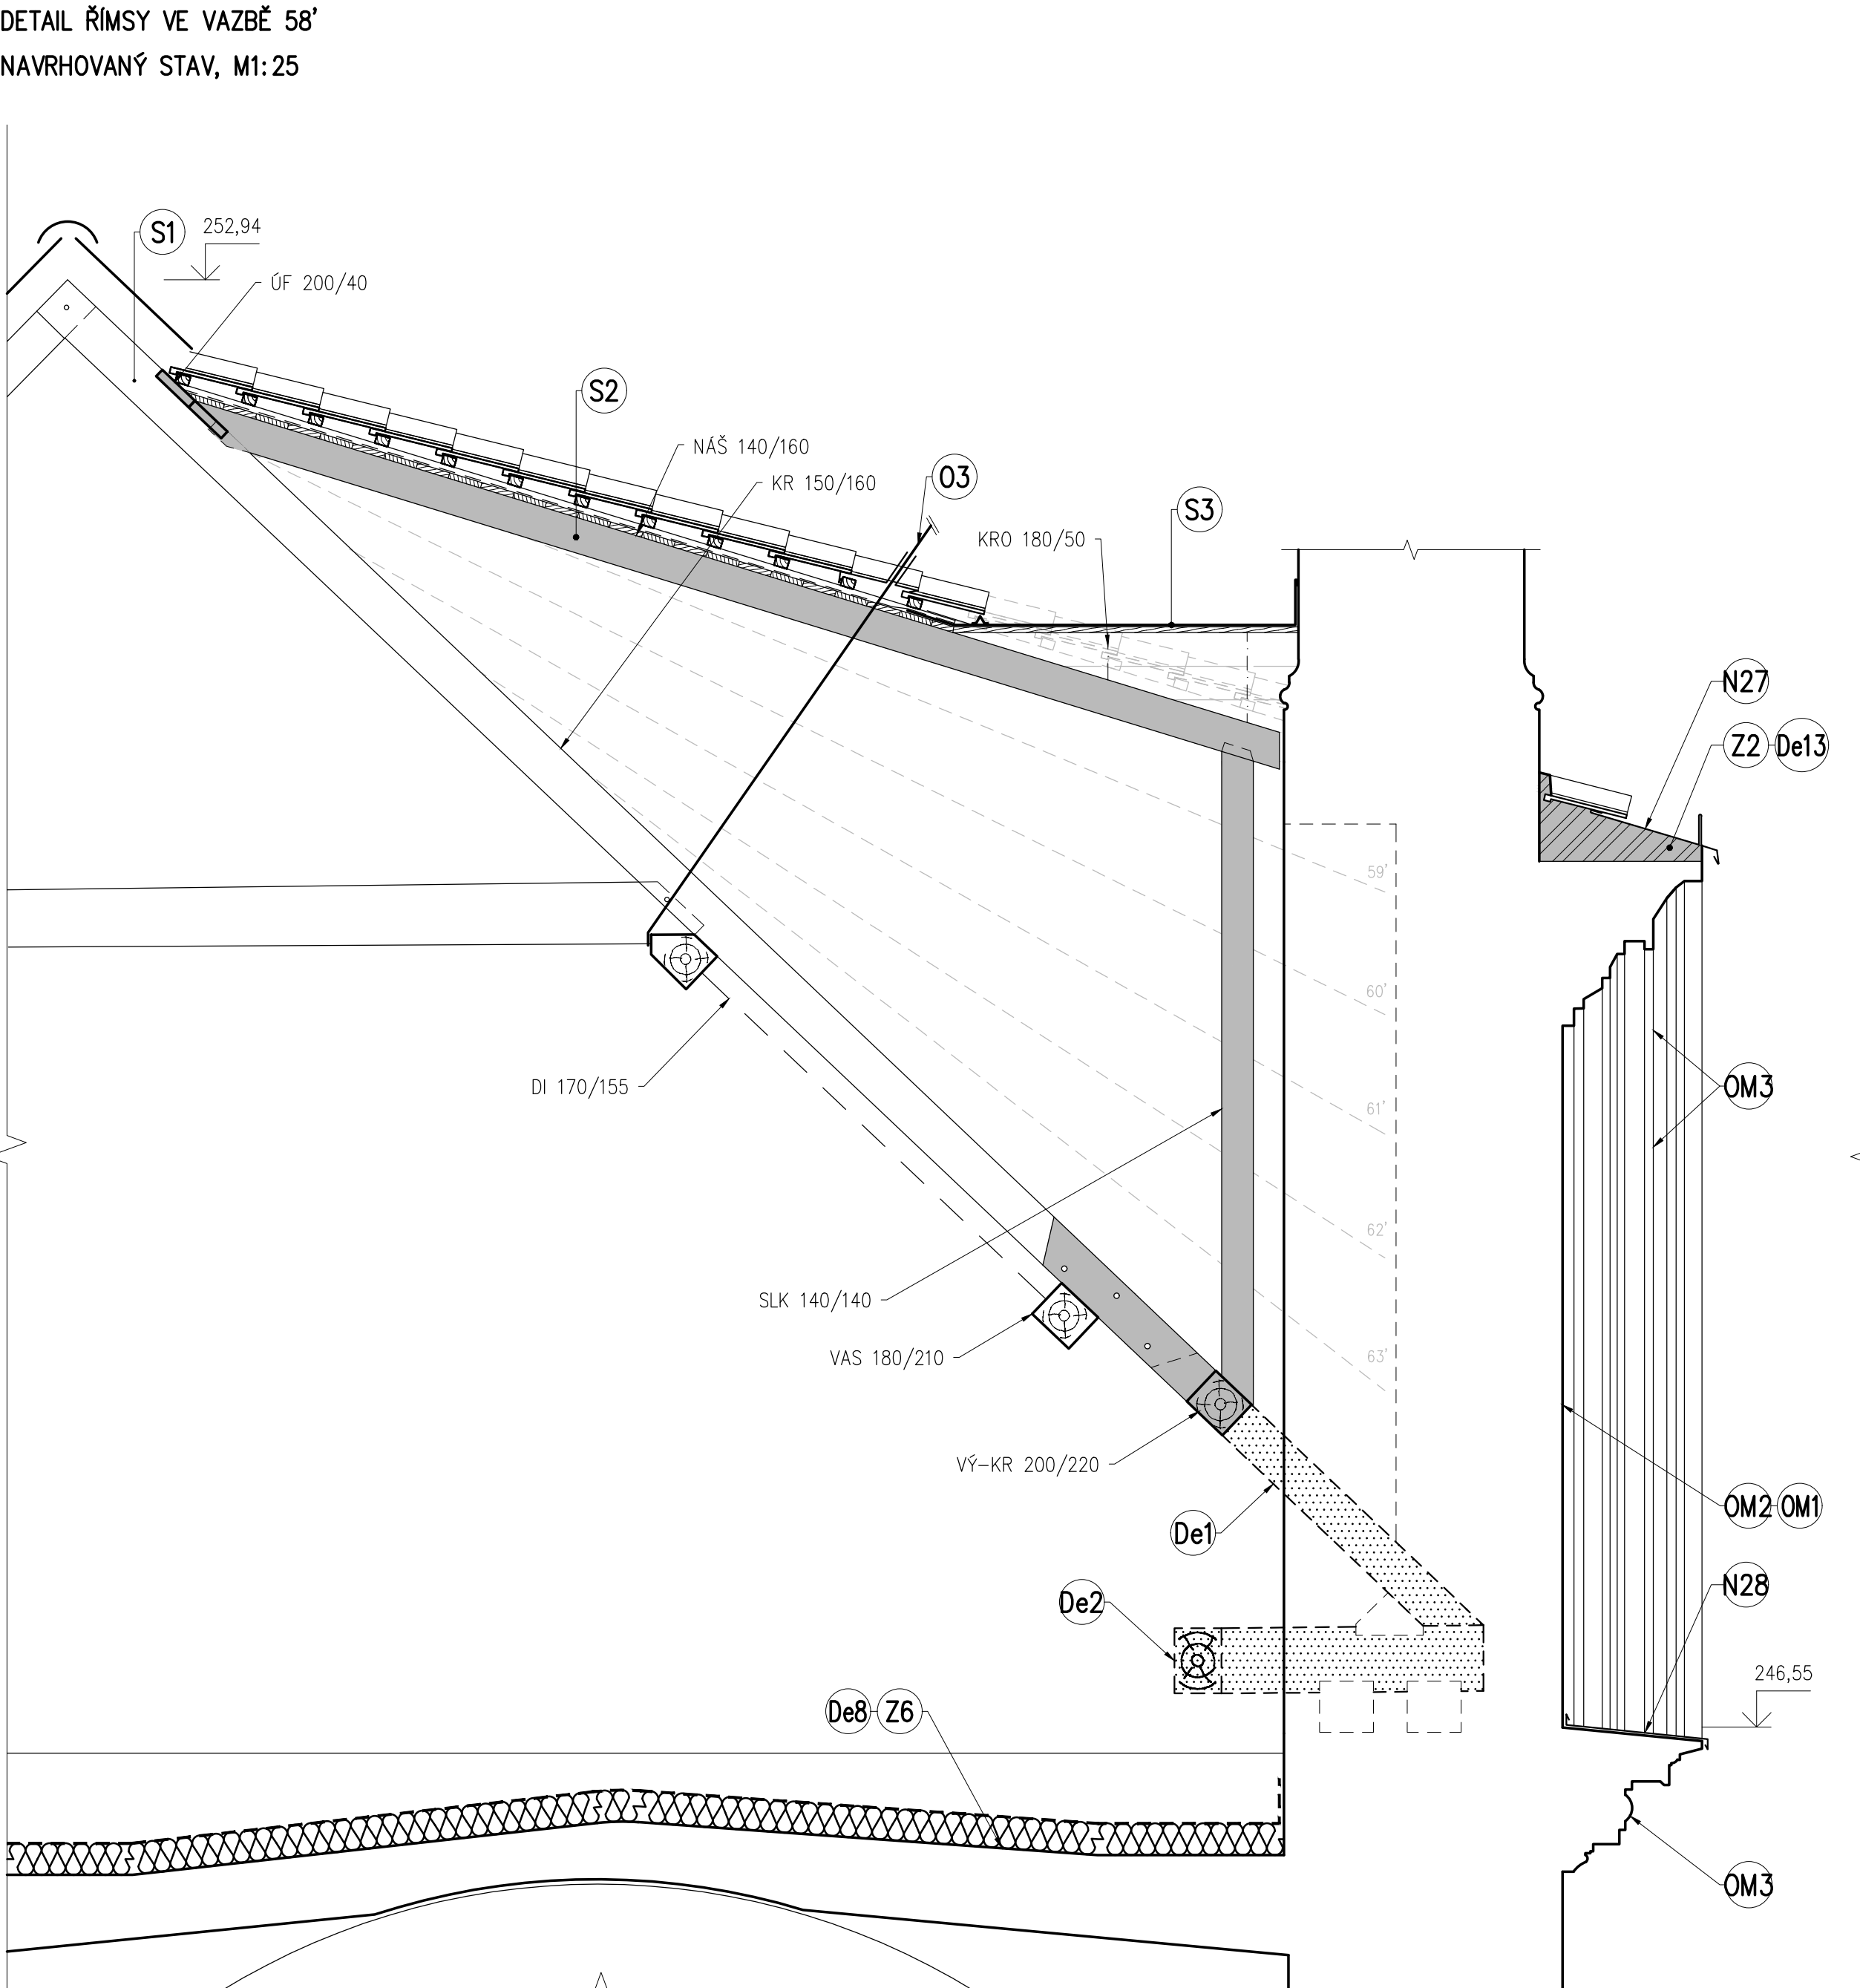 DETAIL ŘÍMSY VE VAZBĚ 58'
NAVRHOVANÝ STAV, M1:25
S1
252,94
ÚF 200/40
S2
NÁŠ 140/160
KR 150/160
O3
S3
KRO 180/50
N27
Z2 De13
59'
60'
OM3
DI 170/155
61'
62'
SLK 140/140
VAS 180/210
63'
VÝ-KR 200/220
OM2 OM1
De1
N28
De2
246,55
De8 Z6
OM3